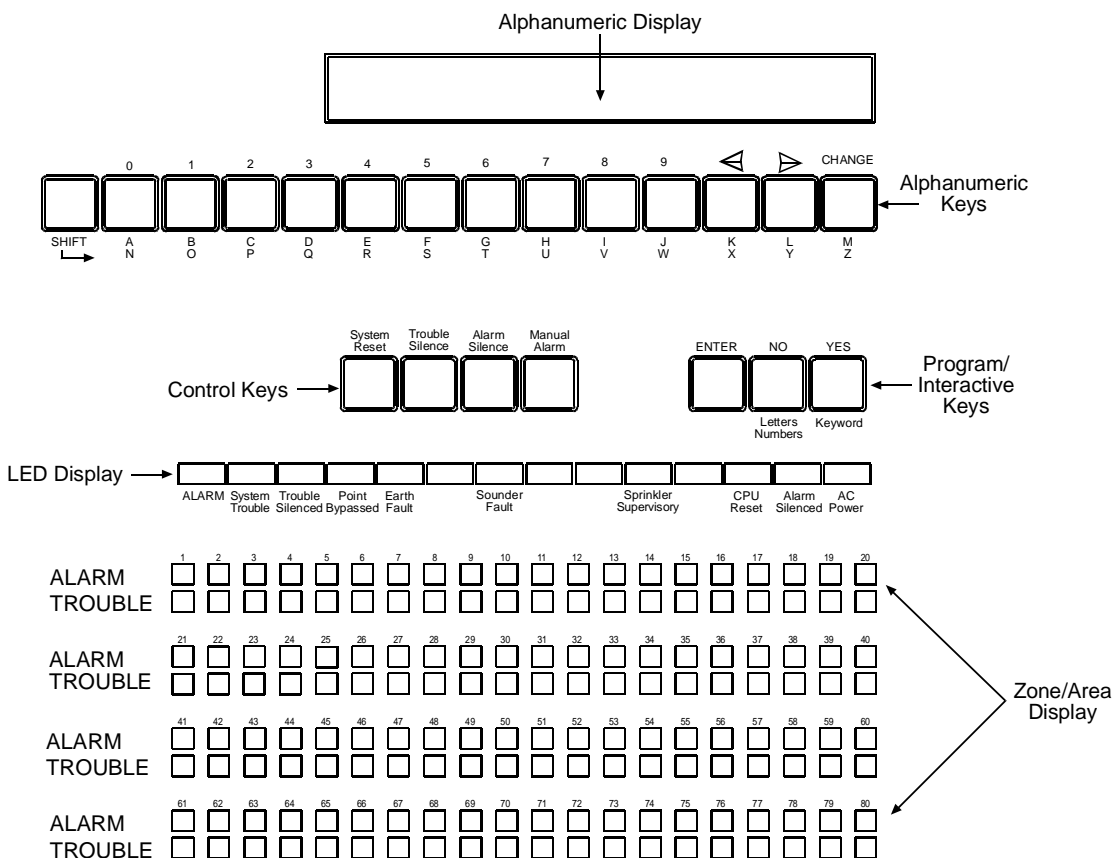 Alphanumeric Display
0 1 2 3 4 5 6 7 8 9 CHANGE
Alphanumeric
Keys
SHIFT A B C D E F G H I J K L M
N O P Q R S T U V W X Y Z
System Trouble Alarm Manual
Reset Silence Silence Alarm
ENTER NO YES
Control Keys
Program/
Interactive
Keys
Letters Keyword
Numbers
LED Display
ALARM System Trouble Point Earth Sounder Sprinkler CPU Alarm AC
Trouble Silenced Bypassed Fault Fault Supervisory Reset Silenced Power
1 2 3 4 5 6 7 8 9 10 11 12 13 14 15 16 17 18 19 20
ALARM
TROUBLE
21 22 23 24 25 26 27 28 29 30 31 32 33 34 35 36 37 38 39 40
ALARM
TROUBLE
Zone/Area
Display
41 42 43 44 45 46 47 48 49 50 51 52 53 54 55 56 57 58 59 60
ALARM
TROUBLE
61 62 63 64 65 66 67 68 69 70 71 72 73 74 75 76 77 78 79 80
ALARM
TROUBLE